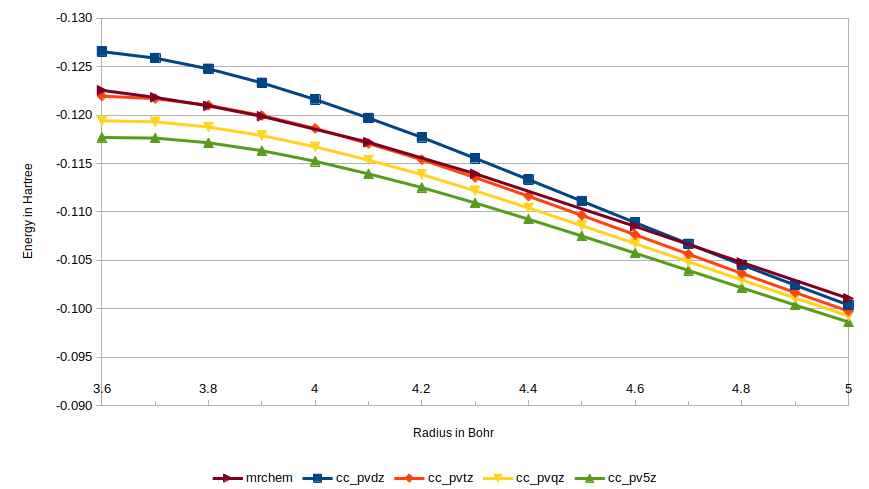 -0.130
-0.125
-0.120
-0.115
-0.110
-0.105
-0.100
-0.095
-0.090
Energy in Hartree
3.6 3.8 4 4.2 4.4 4.6 4.8 5
Radius in Bohr
mrchem cc_pvdz cc_pvtz cc_pvqz cc_pv5z